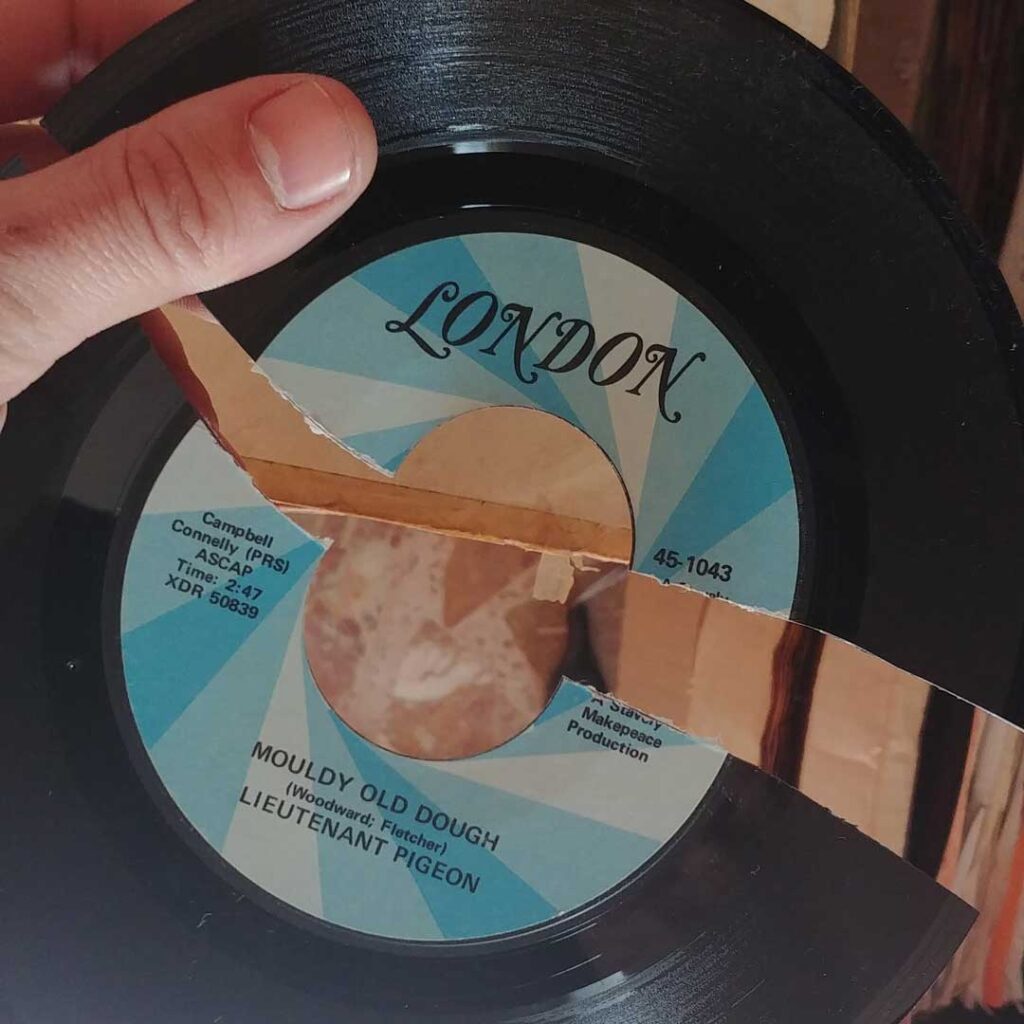 LONDON
45-1043
Campbell
Connelly (PRS)
ASCAP
Time: 2:47
XDR 50839
A Stavely
Makepeace
Production
MOULDY OLD DOUGH
(Woodward; Fletcher)
LIEUTENANT PIGEON